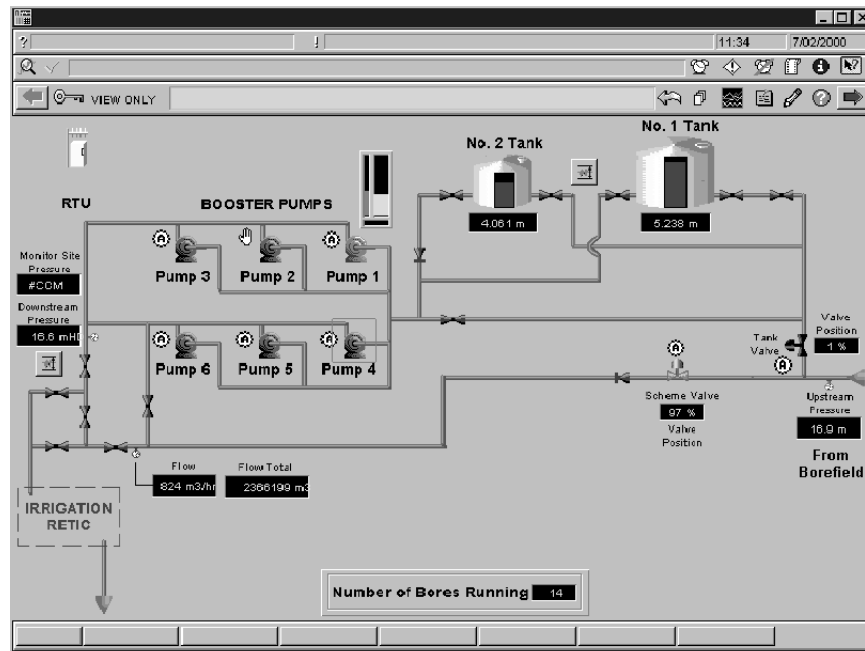 ?
!
11:34
7/02/2000
VIEW ONLY
No. 2 Tank
No. 1 Tank
4.061 m
5.238 m
RTU
BOOSTER PUMPS
A
A
Pump 3
Pump 2
Pump 1
Monitor Site
Pressure
#COM
Downstream
Pressure
16.6 mH
A
A
A
Pump 6
Pump 5
Pump 4
Valve
Position
1 %
Tank
Valve
A
A
Scheme Valve
97 %
Valve
Position
Upstream
Pressure
16.9 m
From
Borefield
Flow
824 m3/hr
Flow Total
2366199 m3
IRRIGATION
RETIC
Number of Bores Running
14